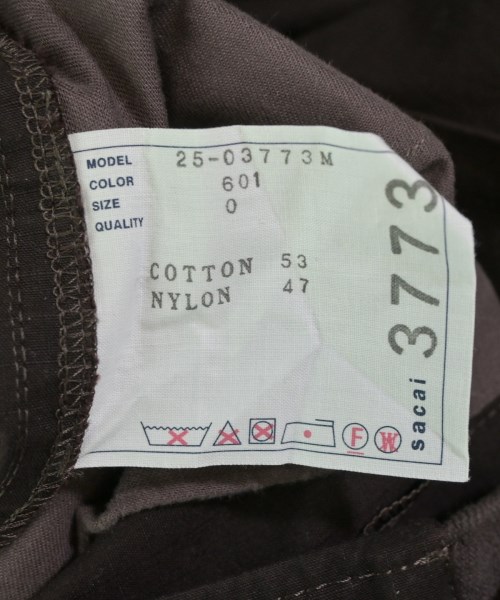 MODEL 25-03773M
COLOR 601
SIZE 0
QUALITY
COTTON 53
NYLON 47
F W
sacai 3773